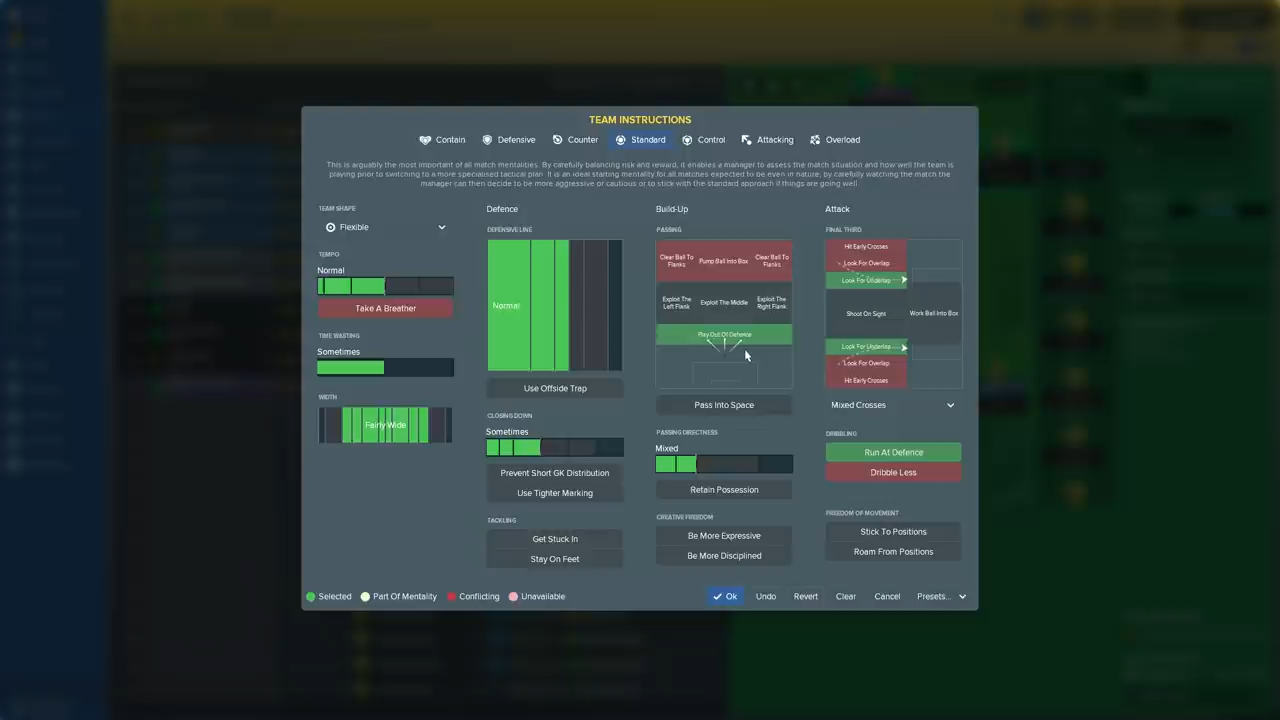 TEAM INSTRUCTIONS
Contain Defensive Counter Standard Control Attacking Overload
This is arguably the most important of all match mentalities. By carefully balancing risk and reward, it enables a manager to assess the match situation and how well the team is
playing prior to switching to a more specialised tactical plan. It is an ideal starting mentality for all matches expected to be even in nature; by carefully watching the match the
manager can then decide to be more aggressive or cautious or to stick with the standard approach if things are going well.
TEAM SHAPE
Flexible
TEMPO
Normal
Take A Breather
TIME WASTING
Sometimes
WIDTH
Fairly Wide
Defence
DEFENSIVE LINE
Normal
Use Offside Trap
CLOSING DOWN
Sometimes
Prevent Short GK Distribution
Use Tighter Marking
TACKLING
Get Stuck In
Stay On Feet
Build-Up
PASSING
Clear Ball To Flanks
Pump Ball Into Box
Clear Ball To Flanks
Exploit The Left Flank
Exploit The Middle
Exploit The Right Flank
Play Out Of Defence
Pass Into Space
PASSING DIRECTNESS
Mixed
Retain Possession
CREATIVE FREEDOM
Be More Expressive
Be More Disciplined
Attack
FINAL THIRD
Hit Early Crosses
Look For Overlap
Look For Underlap
Shoot On Sight
Work Ball Into Box
Look For Underlap
Look For Overlap
Hit Early Crosses
Mixed Crosses
DRIBBLING
Run At Defence
Dribble Less
FREEDOM OF MOVEMENT
Stick To Positions
Roam From Positions
Selected Part Of Mentality Conflicting Unavailable
Ok Undo Revert Clear Cancel Presets...